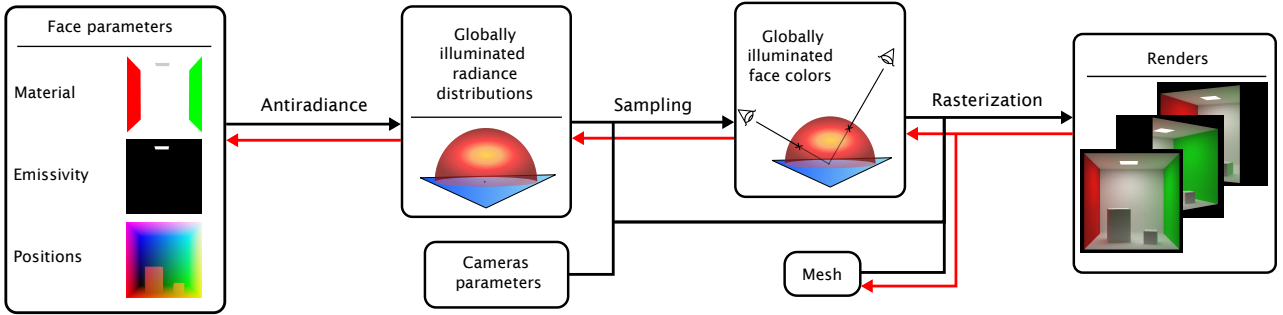 Face parameters
Material
Emissivity
Positions
Antiradiance
Globally
illuminated
radiance
distributions
Sampling
Cameras
parameters
Globally
illuminated
face colors
Rasterization
Mesh
Renders